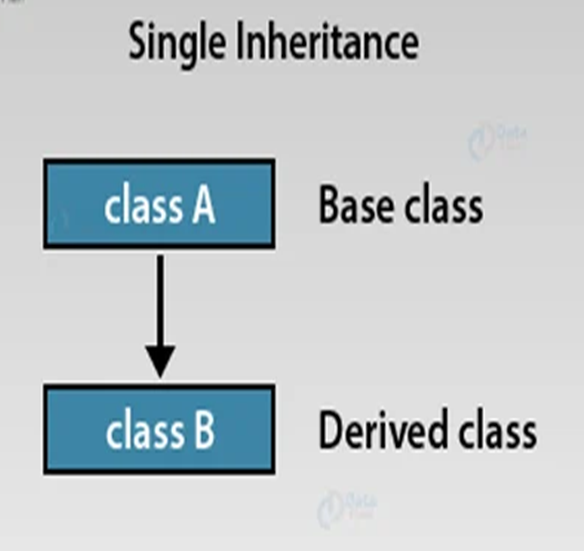 Single Inheritance
class A
Base class
class B
Derived class